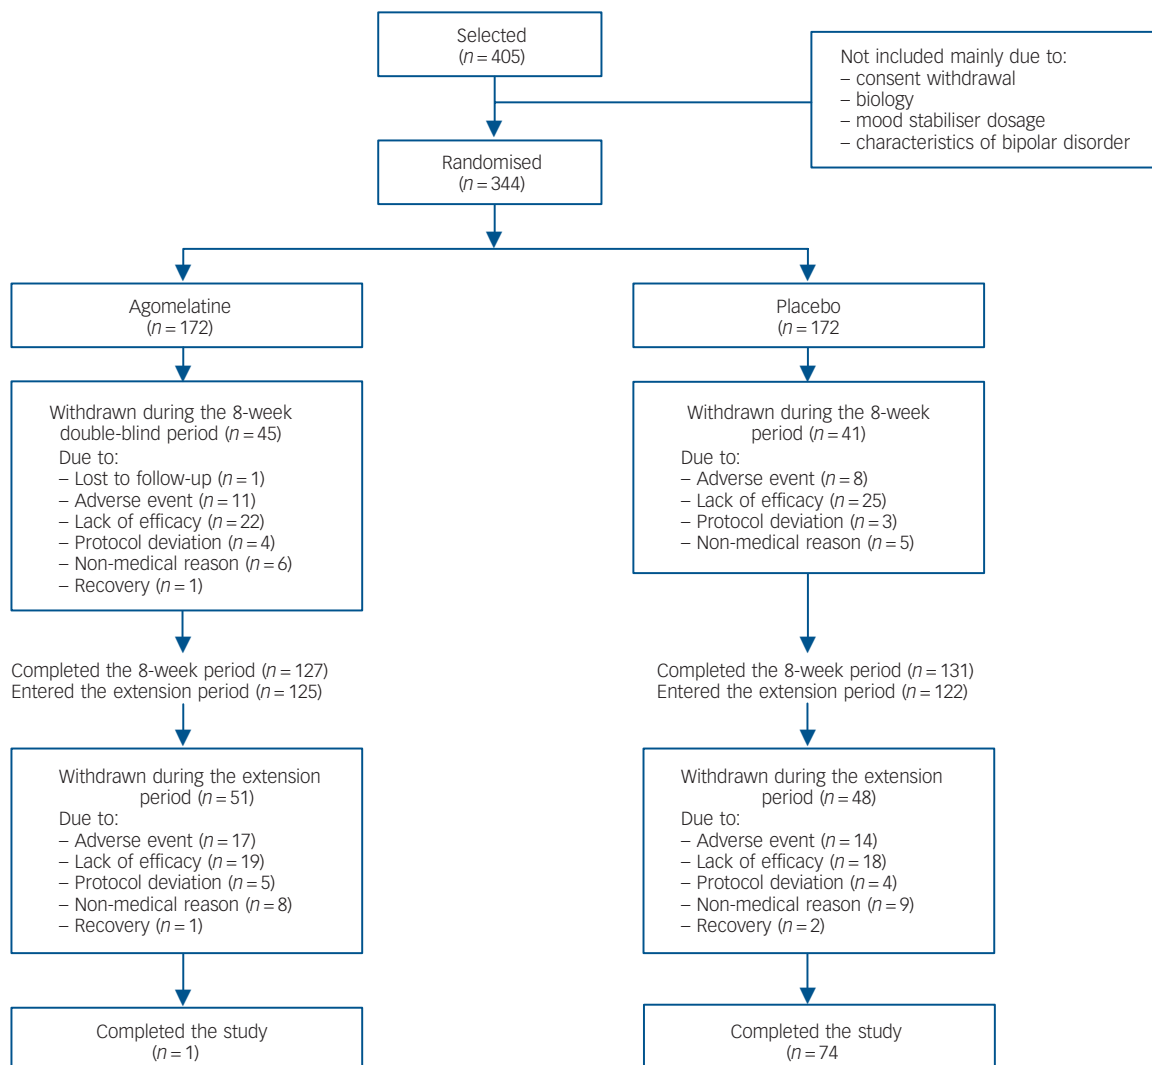 Selected
(n = 405)
Not included mainly due to:
– consent withdrawal
– biology
– mood stabiliser dosage
– characteristics of bipolar disorder
Randomised
(n = 344)
Agomelatine
(n = 172)
Placebo
(n = 172
Withdrawn during the 8-week
double-blind period (n = 45)
Due to:
– Lost to follow-up (n = 1)
– Adverse event (n = 11)
– Lack of efficacy (n = 22)
– Protocol deviation (n = 4)
– Non-medical reason (n = 6)
– Recovery (n = 1)
Withdrawn during the 8-week
period (n = 41)
Due to:
– Adverse event (n = 8)
– Lack of efficacy (n = 25)
– Protocol deviation (n = 3)
– Non-medical reason (n = 5)
Completed the 8-week period (n = 127)
Entered the extension period (n = 125)
Completed the 8-week period (n = 131)
Entered the extension period (n = 122)
Withdrawn during the extension
period (n = 51)
Due to:
– Adverse event (n = 17)
– Lack of efficacy (n = 19)
– Protocol deviation (n = 5)
– Non-medical reason (n = 8)
– Recovery (n = 1)
Withdrawn during the extension
period (n = 48)
Due to:
– Adverse event (n = 14)
– Lack of efficacy (n = 18)
– Protocol deviation (n = 4)
– Non-medical reason (n = 9)
– Recovery (n = 2)
Completed the study
(n = 1)
Completed the study
(n = 74